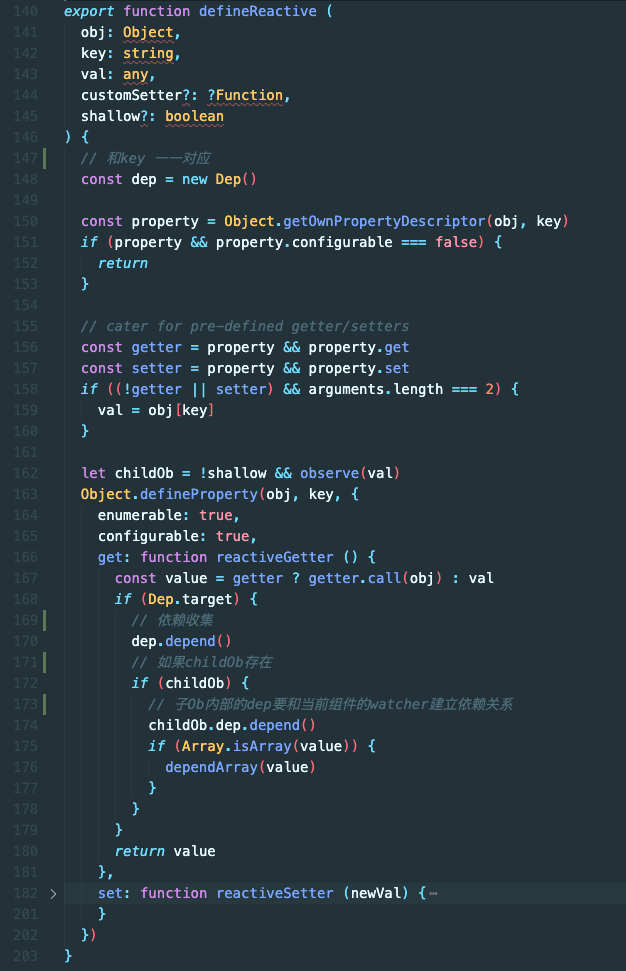 140 export function defineReactive (
141 obj: Object,
142 key: string,
143 val: any,
144 customSetter?: ?Function,
145 shallow?: boolean
146 ) {
147 // 和key 一一对应
148 const dep = new Dep()
149
150 const property = Object.getOwnPropertyDescriptor(obj, key)
151 if (property && property.configurable === false) {
152 return
153 }
154
155 // cater for pre-defined getter/setters
156 const getter = property && property.get
157 const setter = property && property.set
158 if ((!getter || setter) && arguments.length === 2) {
159 val = obj[key]
160 }
161
162 let childOb = !shallow && observe(val)
163 Object.defineProperty(obj, key, {
164 enumerable: true,
165 configurable: true,
166 get: function reactiveGetter () {
167 const value = getter ? getter.call(obj) : val
168 if (Dep.target) {
169 // 依赖收集
170 dep.depend()
171 // 如果childOb存在
172 if (childOb) {
173 // 子Ob内部的dep要和当前组件的watcher建立依赖关系
174 childOb.dep.depend()
175 if (Array.isArray(value)) {
176 dependArray(value)
177 }
178 }
179 }
180 return value
181 },
182 set: function reactiveSetter (newVal) {⋯
201 }
202 })
203 }